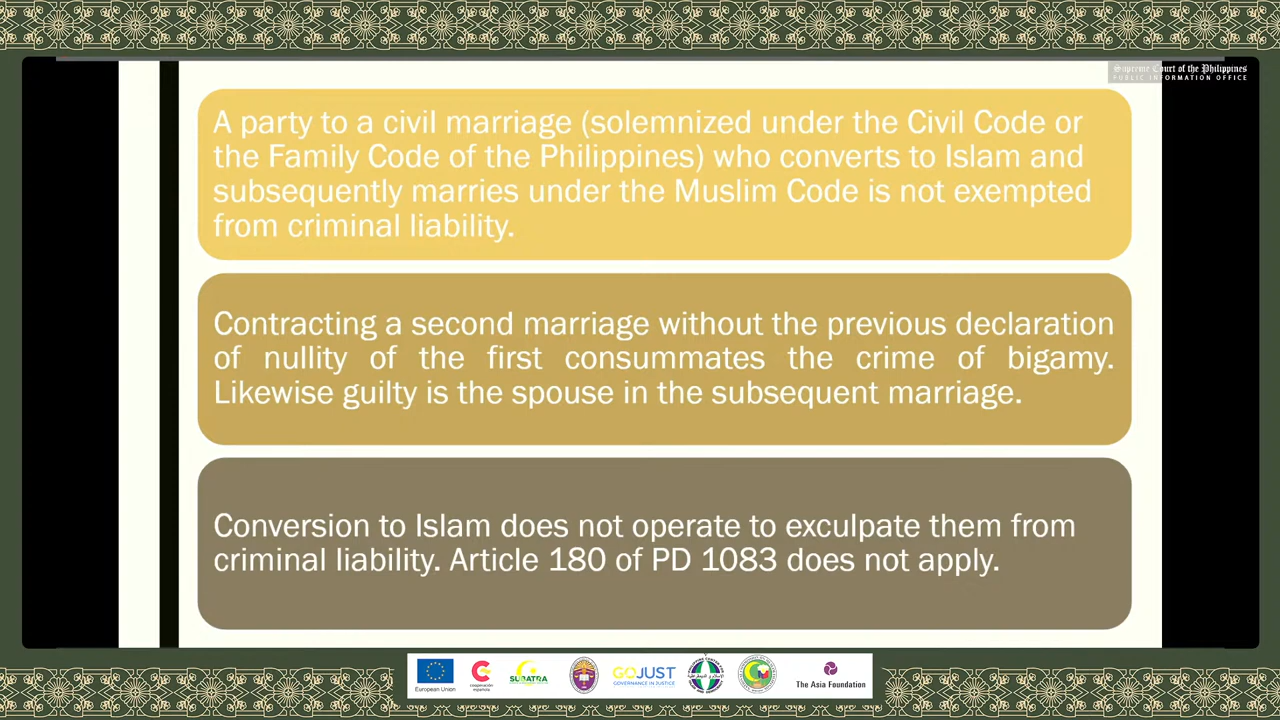 Supreme Court of the Philippines
PUBLIC INFORMATION OFFICE
A party to a civil marriage (solemnized under the Civil Code or
the Family Code of the Philippines) who converts to Islam and
subsequently marries under the Muslim Code is not exempted
from criminal liability.
Contracting a second marriage without the previous declaration
of nullity of the first consummates the crime of bigamy.
Likewise guilty is the spouse in the subsequent marriage.
Conversion to Islam does not operate to exculpate them from
criminal liability. Article 180 of PD 1083 does not apply.
European Union
cooperación
española
SUBATRA
GOJUST
GOVERNANCE IN JUSTICE
The Asia Foundation